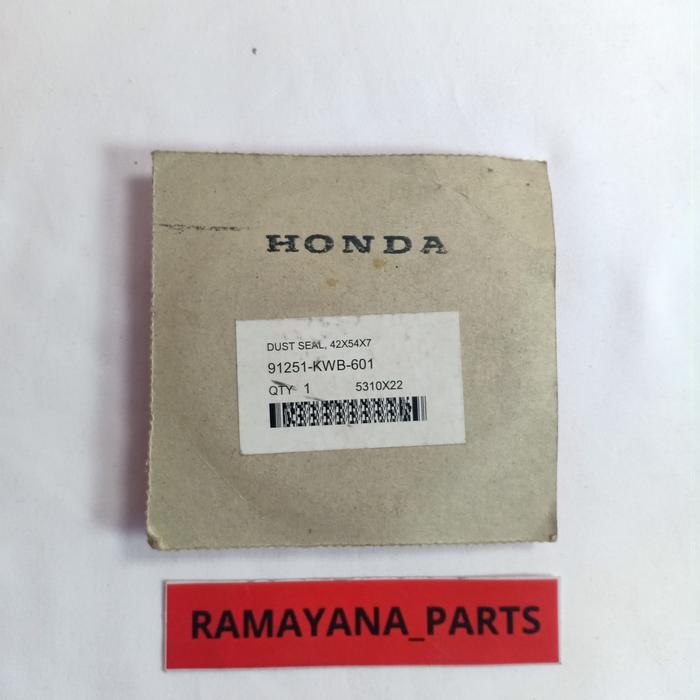 HONDA
DUST SEAL, 42X54X7
91251-KWB-601
QTY 1 5310X22
RAMAYANA_PARTS